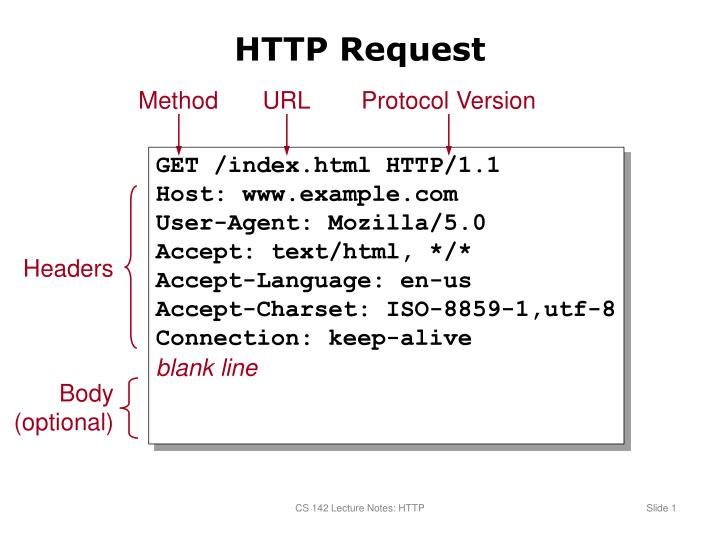 HTTP Request
Method URL Protocol Version
GET /index.html HTTP/1.1
Host: www.example.com
User-Agent: Mozilla/5.0
Accept: text/html, */*
Headers
Accept-Language: en-us
Accept-Charset: ISO-8859-1,utf-8
Connection: keep-alive
blank line
Body
(optional)
CS 142 Lecture Notes: HTTP
Slide 1